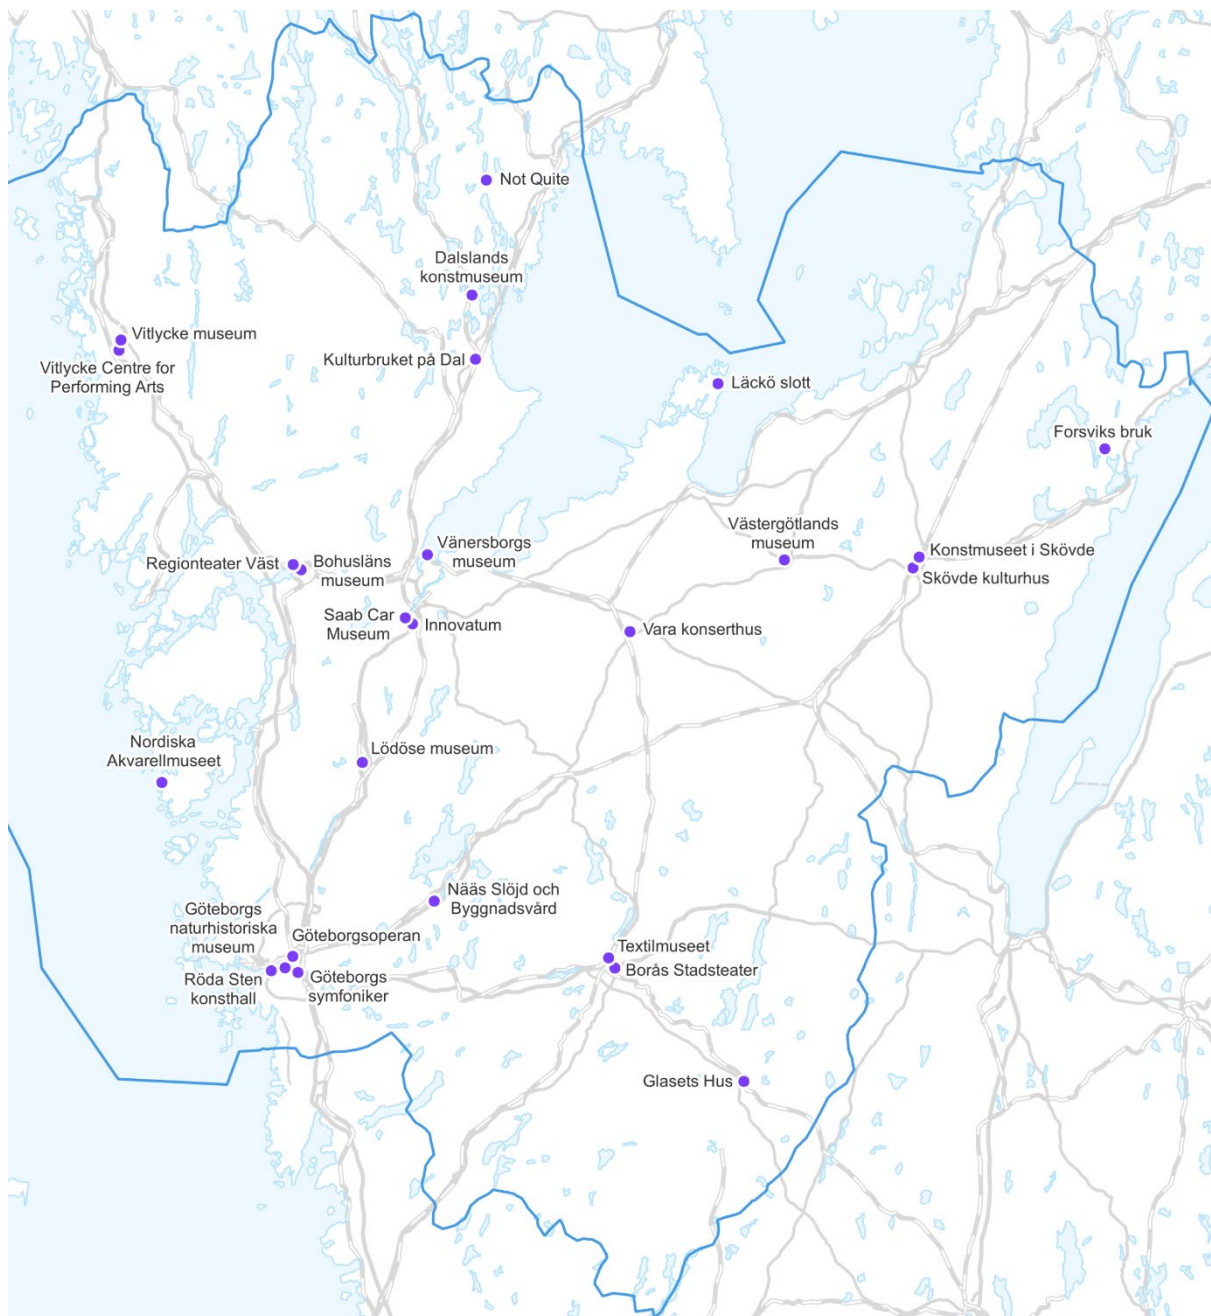 Not Quite
Dalslands
konstmuseum
Vitlycke museum
Vitlycke Centre for
Performing Arts
Kulturbruket på Dal
Läckö slott
Forsviks bruk
Västergötlands
museum
Konstmuseet i Skövde
Skövde kulturhus
Vänersborgs
museum
Regionteater Väst
Bohusläns
museum
Saab Car
Museum
Innovatum
Vara konserthus
Nordiska
Akvarellmuseet
Lödöse museum
Nääs Slöjd och
Byggnadsvård
Göteborgs
naturhistoriska
museum
Göteborgsoperan
Röda Sten
konsthall
Göteborgs
symfoniker
Textilmuseet
Borås Stadsteater
Glasets Hus